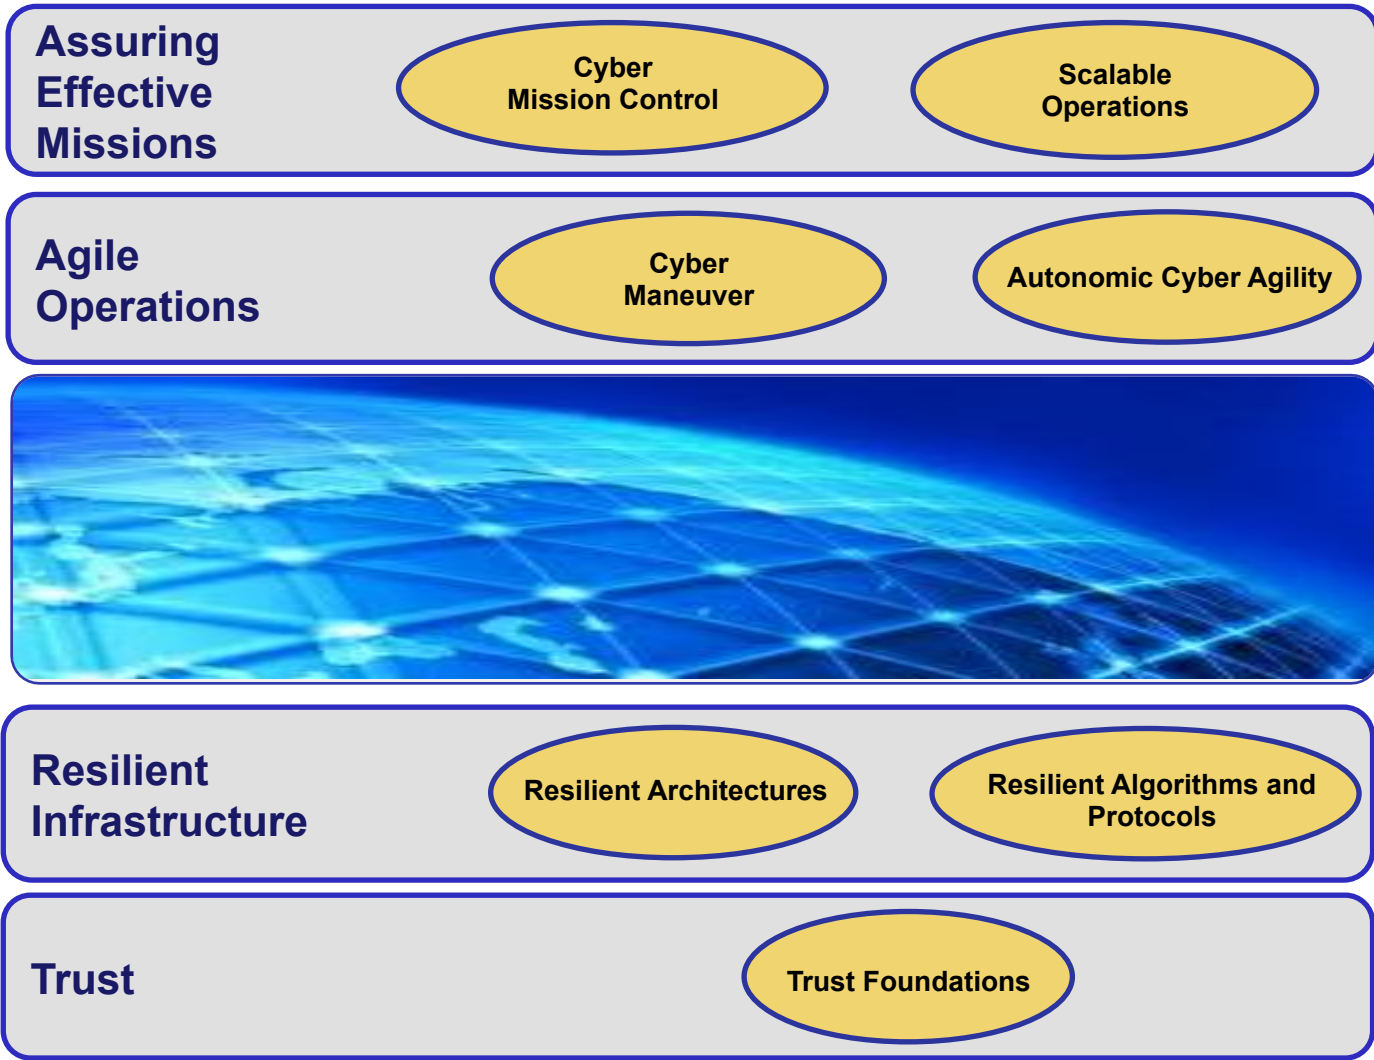 Assuring
Effective
Missions
Cyber
Mission Control
Scalable
Operations
Agile
Operations
Cyber
Maneuver
Autonomic Cyber Agility
Resilient
Infrastructure
Resilient Architectures
Resilient Algorithms and
Protocols
Trust
Trust Foundations